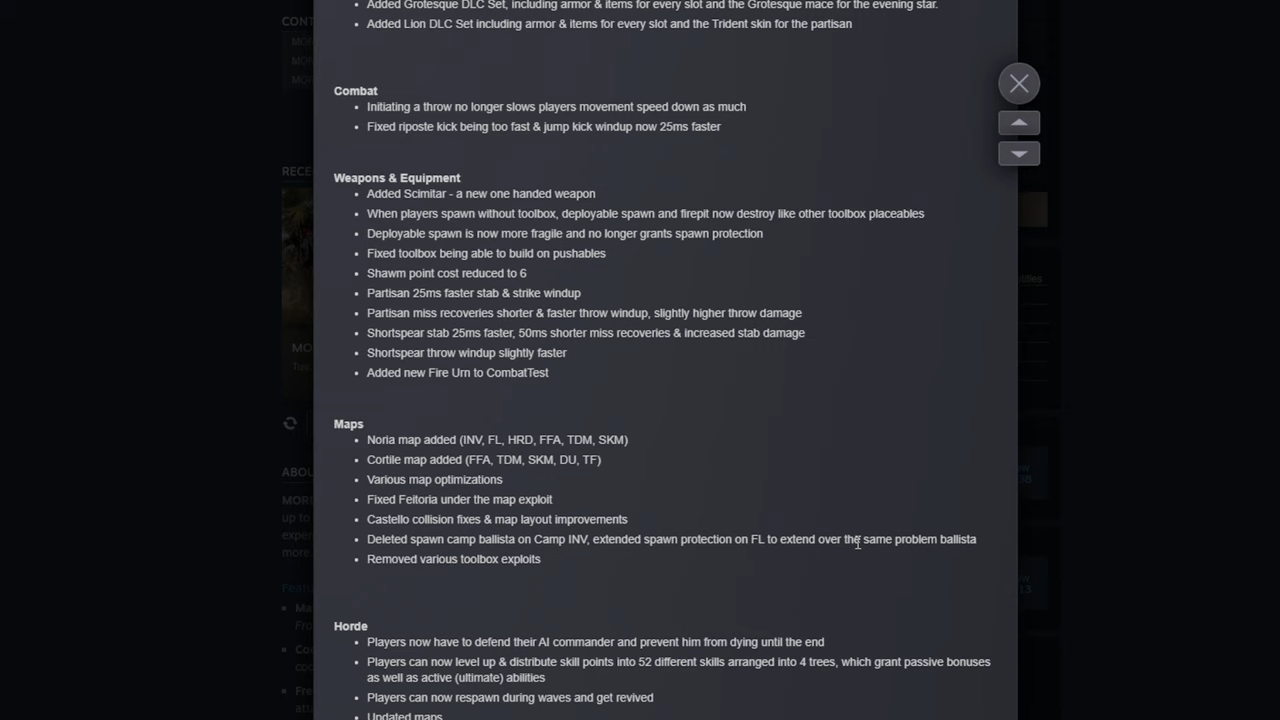 Added Grotesque DLC Set, including armor & items for every slot and the Grotesque mace for the evening star.
Added Lion DLC Set including armor & items for every slot and the Trident skin for the partisan
Combat
Initiating a throw no longer slows players movement speed down as much
Fixed riposte kick being too fast & jump kick windup now 25ms faster
Weapons & Equipment
Added Scimitar - a new one handed weapon
When players spawn without toolbox, deployable spawn and firepit now destroy like other toolbox placeables
Deployable spawn is now more fragile and no longer grants spawn protection
Fixed toolbox being able to build on pushables
Shawm point cost reduced to 6
Partisan 25ms faster stab & strike windup
Partisan miss recoveries shorter & faster throw windup, slightly higher throw damage
Shortspear stab 25ms faster, 50ms shorter miss recoveries & increased stab damage
Shortspear throw windup slightly faster
Added new Fire Urn to CombatTest
Maps
Noria map added (INV, FL, HRD, FFA, TDM, SKM)
Cortile map added (FFA, TDM, SKM, DU, TF)
Various map optimizations
Fixed Feitoria under the map exploit
Castello collision fixes & map layout improvements
Deleted spawn camp ballista on Camp INV, extended spawn protection on FL to extend over the same problem ballista
Removed various toolbox exploits
Horde
Players now have to defend their AI commander and prevent him from dying until the end
Players can now level up & distribute skill points into 52 different skills arranged into 4 trees, which grant passive bonuses
as well as active (ultimate) abilities
Players can now respawn during waves and get revived
Updated maps